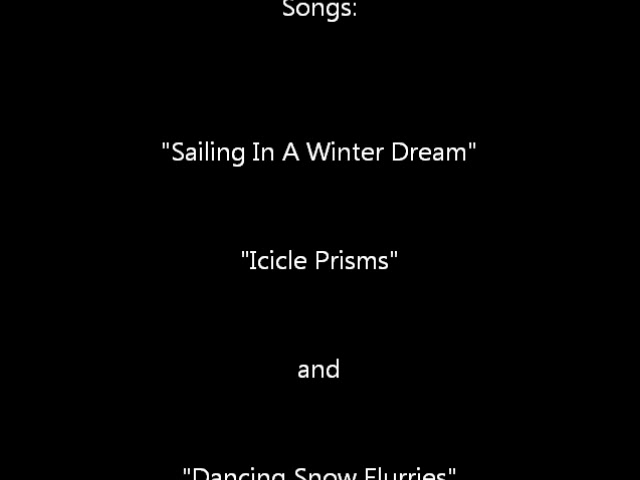 Songs:
"Sailing In A Winter Dream"
"Icicle Prisms"
and
"Dancing Snow Flurries"